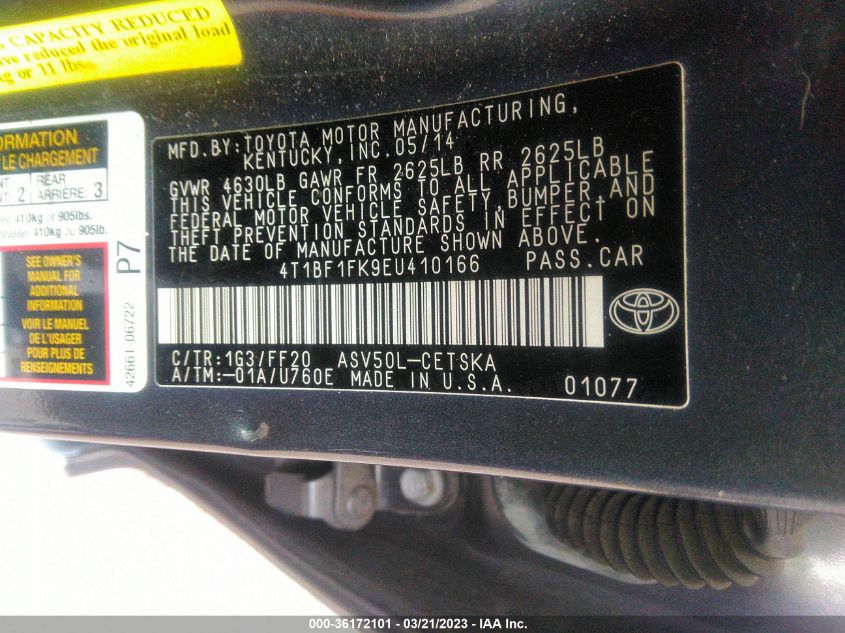 CAPACITY REDUCED
reduced the original load
kg or 11 lbs.
MFD.BY:TOYOTA MOTOR MANUFACTURING,
KENTUCKY,INC.05/14
GVWR 4630LB GAWR FR 2625LB RR 2625LB
THIS VEHICLE CONFORMS TO ALL APPLICABLE
FEDERAL MOTOR VEHICLE SAFETY,BUMPER,AND
THEFT PREVENTION STANDARDS IN EFFECT ON
THE DATE OF MANUFACTURE SHOWN ABOVE.
4T1BF1FK9EU410166 PASS.CAR
C/TR:1G3/FF20 ASV50L-CETSKA
A/TM:-01A/U760E MADE IN U.S.A. 01077
LE CHARGEMENT
2 REAR
ARRIÈRE: 3
410kg or 905lbs.
410kg ou 905lb.
SEE OWNER'S
MANUAL FOR
ADDITIONAL
INFORMATION
VOIR LE MANUEL
DE L'USAGER
POUR PLUS DE
RENSEIGNEMENTS
P7
42661-06722
000-36172101 - 03/21/2023 - IAA Inc.